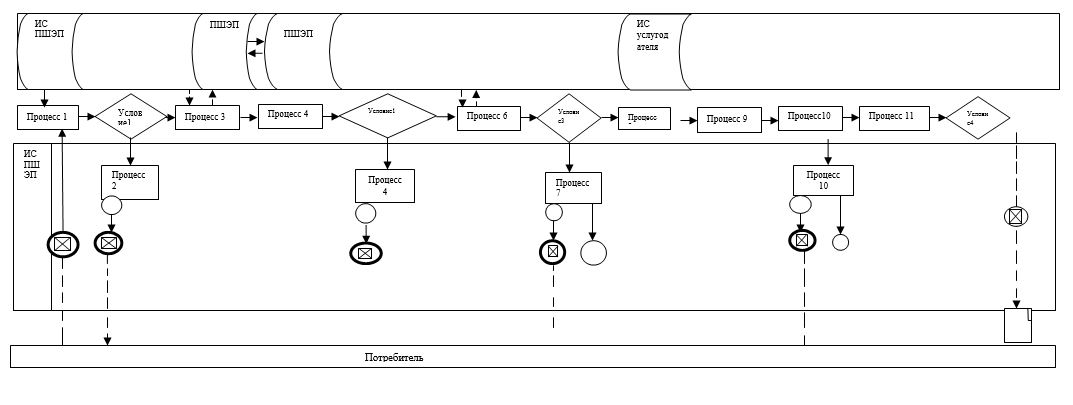 ИС
ПШЭП
ПШЭП
ПШЭП
ИС
услугод
ателя
Процесс 1
Услов
ие1
Процесс 3
Процесс 4
Условие1
Процесс 6
Услови
е3
Процесс
Процесс 9
Процесс10
Процесс 11
Услови
е4
ИС
ПШ
ЭП
Процесс
2
Процесс
4
Процесс
7
Процесс
10
Потребитель